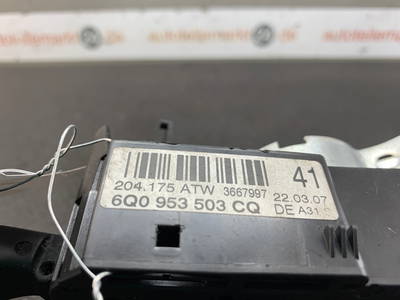 204.175 ATW 3667997 41
22.03.07
6Q0 953 503 CQ DE A31